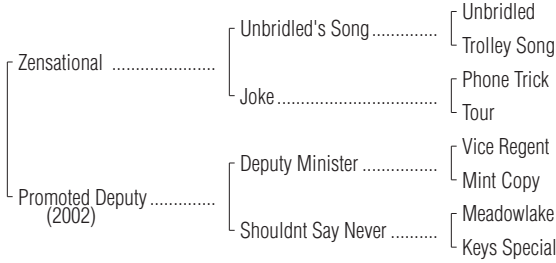 Unbridled
Unbridled's Song..............
Trolley Song
Zensational ......................
Phone Trick
Joke...................................
Tour
Vice Regent
Deputy Minister ................
Mint Copy
Promoted Deputy..............
(2002)
Meadowlake
Shouldnt Say Never ..........
Keys Special